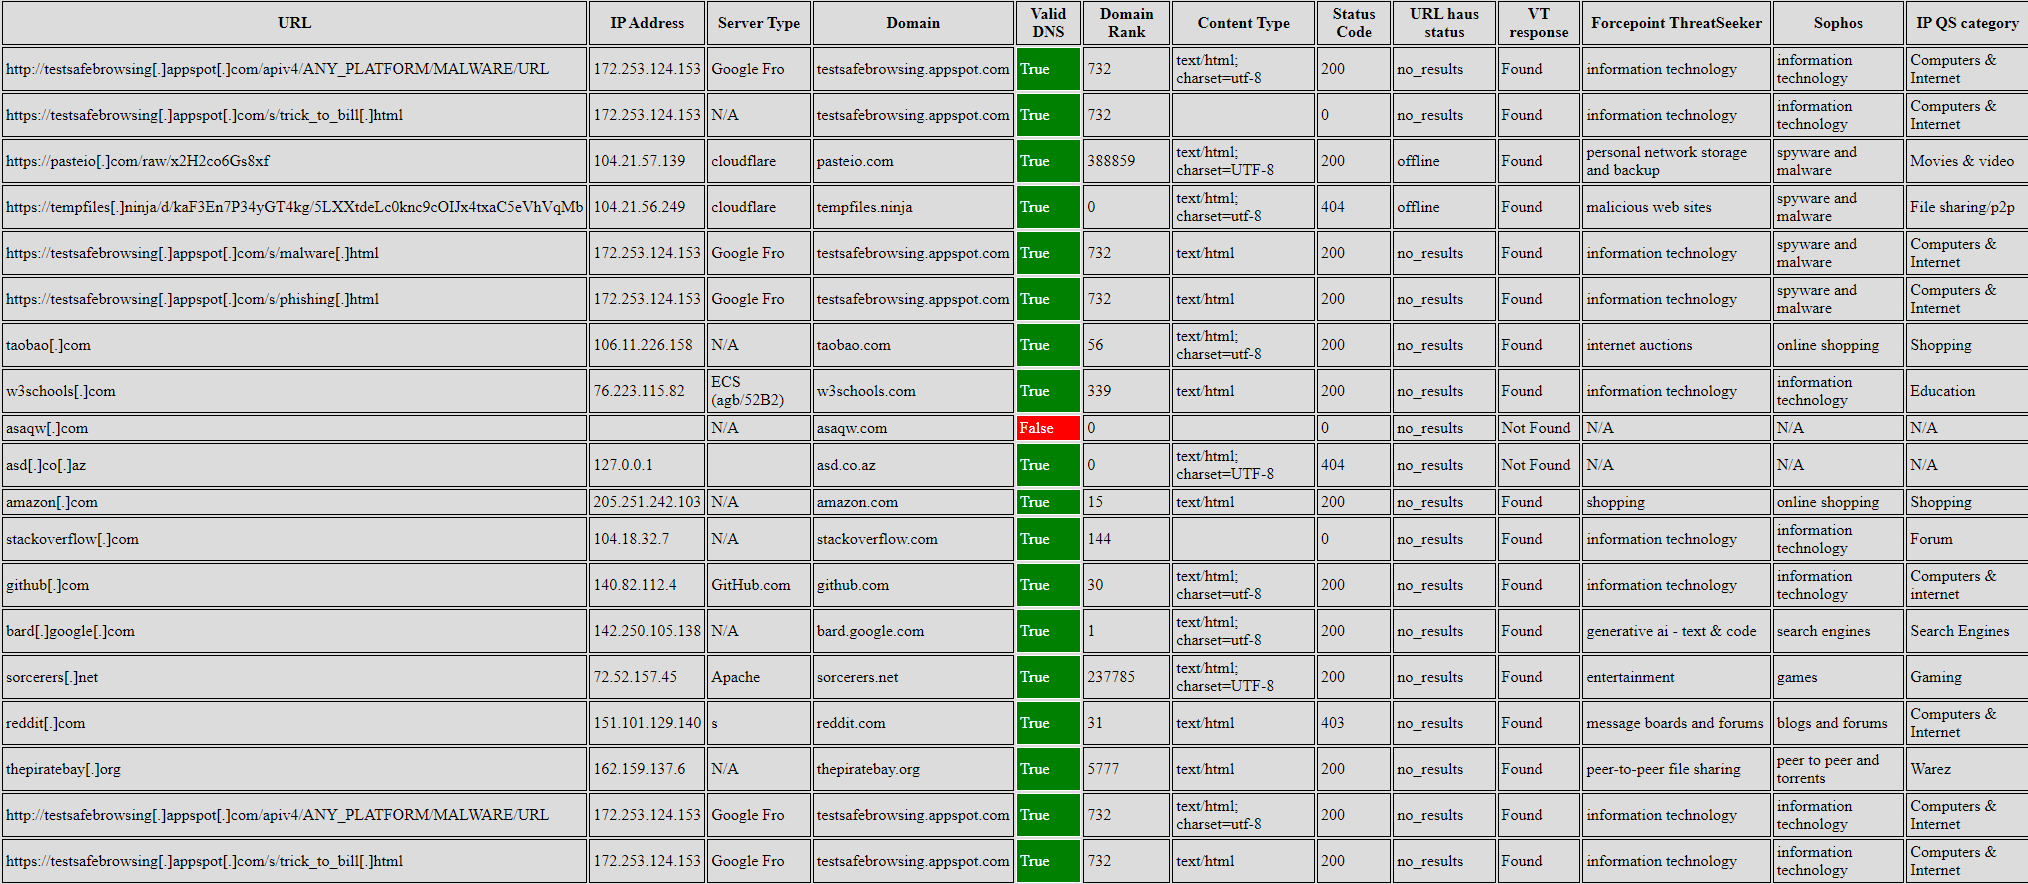 URL IP Address Server Type Domain Valid DNS Domain Rank Content Type Status Code URL haus status VT response Forcepoint ThreatSeeker Sophos IP QS category
http://testsafebrowsing[.]appspot[.]com/apiv4/ANY_PLATFORM/MALWARE/URL 172.253.124.153 Google Fro testsafebrowsing.appspot.com True 732 text/html; charset=utf-8 200 no_results Found information technology information technology Computers & Internet
https://testsafebrowsing[.]appspot[.]com/s/trick_to_bill[.]html 172.253.124.153 N/A testsafebrowsing.appspot.com True 732 0 no_results Found information technology information technology Computers & Internet
https://pasteio[.]com/raw/x2H2co6Gs8xf 104.21.57.139 cloudflare pasteio.com True 388859 text/html; charset=UTF-8 200 offline Found personal network storage and backup spyware and malware Movies & video
https://tempfiles[.]ninja/d/kaF3En7P34yGT4kg/5LXXtdeLc0knc9cOIJx4txaC5eVhVqMb 104.21.56.249 cloudflare tempfiles.ninja True 0 text/html; charset=utf-8 404 offline Found malicious web sites spyware and malware File sharing/p2p
https://testsafebrowsing[.]appspot[.]com/s/malware[.]html 172.253.124.153 Google Fro testsafebrowsing.appspot.com True 732 text/html 200 no_results Found information technology spyware and malware Computers & Internet
https://testsafebrowsing[.]appspot[.]com/s/phishing[.]html 172.253.124.153 Google Fro testsafebrowsing.appspot.com True 732 text/html 200 no_results Found information technology spyware and malware Computers & Internet
taobao[.]com 106.11.226.158 N/A taobao.com True 56 text/html; charset=utf-8 200 no_results Found internet auctions online shopping Shopping
w3schools[.]com 76.223.115.82 ECS (agb/52B2) w3schools.com True 339 text/html 200 no_results Found information technology information technology Education
asaqw[.]com N/A asaqw.com False 0 0 no_results Not Found N/A N/A N/A
asd[.]co[.]az 127.0.0.1 asd.co.az True 0 text/html; charset=UTF-8 404 no_results Not Found N/A N/A N/A
amazon[.]com 205.251.242.103 N/A amazon.com True 15 text/html 200 no_results Found shopping online shopping Shopping
stackoverflow[.]com 104.18.32.7 N/A stackoverflow.com True 144 0 no_results Found information technology information technology Forum
github[.]com 140.82.112.4 GitHub.com github.com True 30 text/html; charset=utf-8 200 no_results Found information technology information technology Computers & internet
bard[.]google[.]com 142.250.105.138 N/A bard.google.com True 1 text/html; charset=utf-8 200 no_results Found generative ai - text & code search engines Search Engines
sorcerers[.]net 72.52.157.45 Apache sorcerers.net True 237785 text/html; charset=UTF-8 200 no_results Found entertainment games Gaming
reddit[.]com 151.101.129.140 s reddit.com True 31 text/html 403 no_results Found message boards and forums blogs and forums Computers & Internet
thepiratebay[.]org 162.159.137.6 N/A thepiratebay.org True 5777 text/html 200 no_results Found peer-to-peer file sharing peer to peer and torrents Warez
http://testsafebrowsing[.]appspot[.]com/apiv4/ANY_PLATFORM/MALWARE/URL 172.253.124.153 Google Fro testsafebrowsing.appspot.com True 732 text/html; charset=utf-8 200 no_results Found information technology information technology Computers & Internet
https://testsafebrowsing[.]appspot[.]com/s/trick_to_bill[.]html 172.253.124.153 Google Fro testsafebrowsing.appspot.com True 732 text/html 200 no_results Found information technology information technology Computers & Internet